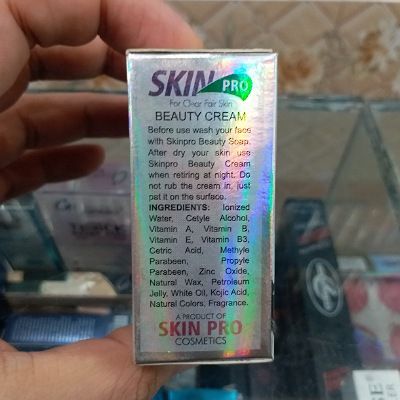 SKIN PRO
For Clear Fair Skin
BEAUTY CREAM
Before use wash your face
with Skinpro Beauty Soap.
After dry your skin use
Skinpro Beauty Cream
when retiring at night. Do
not rub the cream in, just
pat it on the surface.
INGREDIENTS: Ionized
Water, Cetyle Alcohol,
Vitamin A, Vitamin B,
Vitamin E, Vitamin B3,
Cetric Acid, Methyle
Parabeen, Propyle
Parabeen, Zinc Oxide,
Natural Wax, Petroleum
Jelly, White Oil, Kojic Acid,
Natural Colors, Fragrance.
A PRODUCT OF
SKIN PRO
COSMETICS